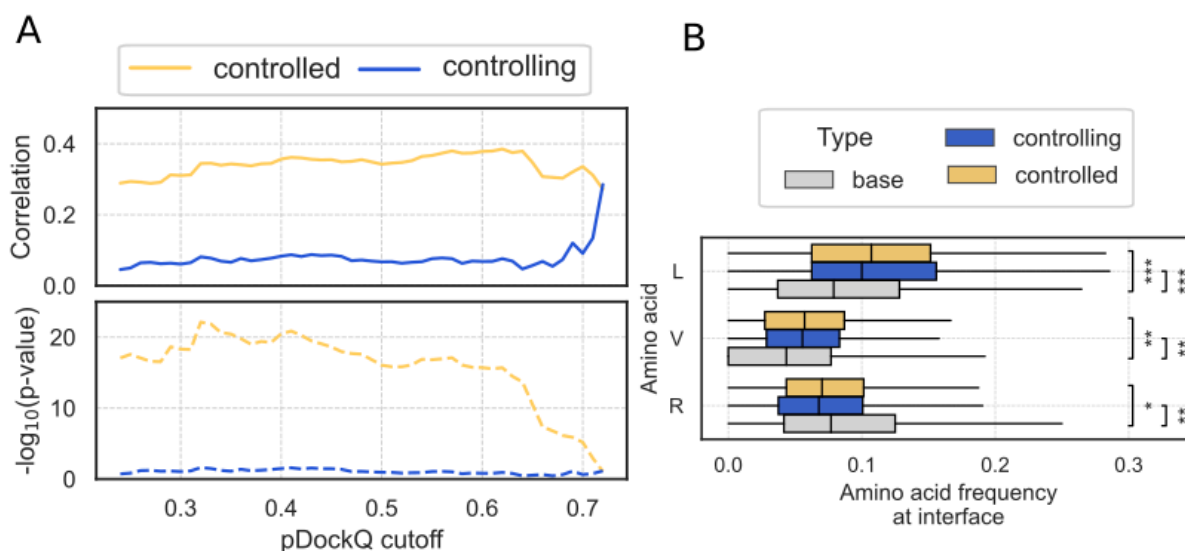 A
controlled controlling
Correlation
0.4
0.2
0.0
-log10(p-value)
20
10
0
0.3 0.4 0.5 0.6 0.7
pDockQ cutoff
B
Type
controlling
base
controlled
Amino acid
L
V
R
***
***
**
**
*
**
0.0 0.1 0.2 0.3
Amino acid frequency
at interface